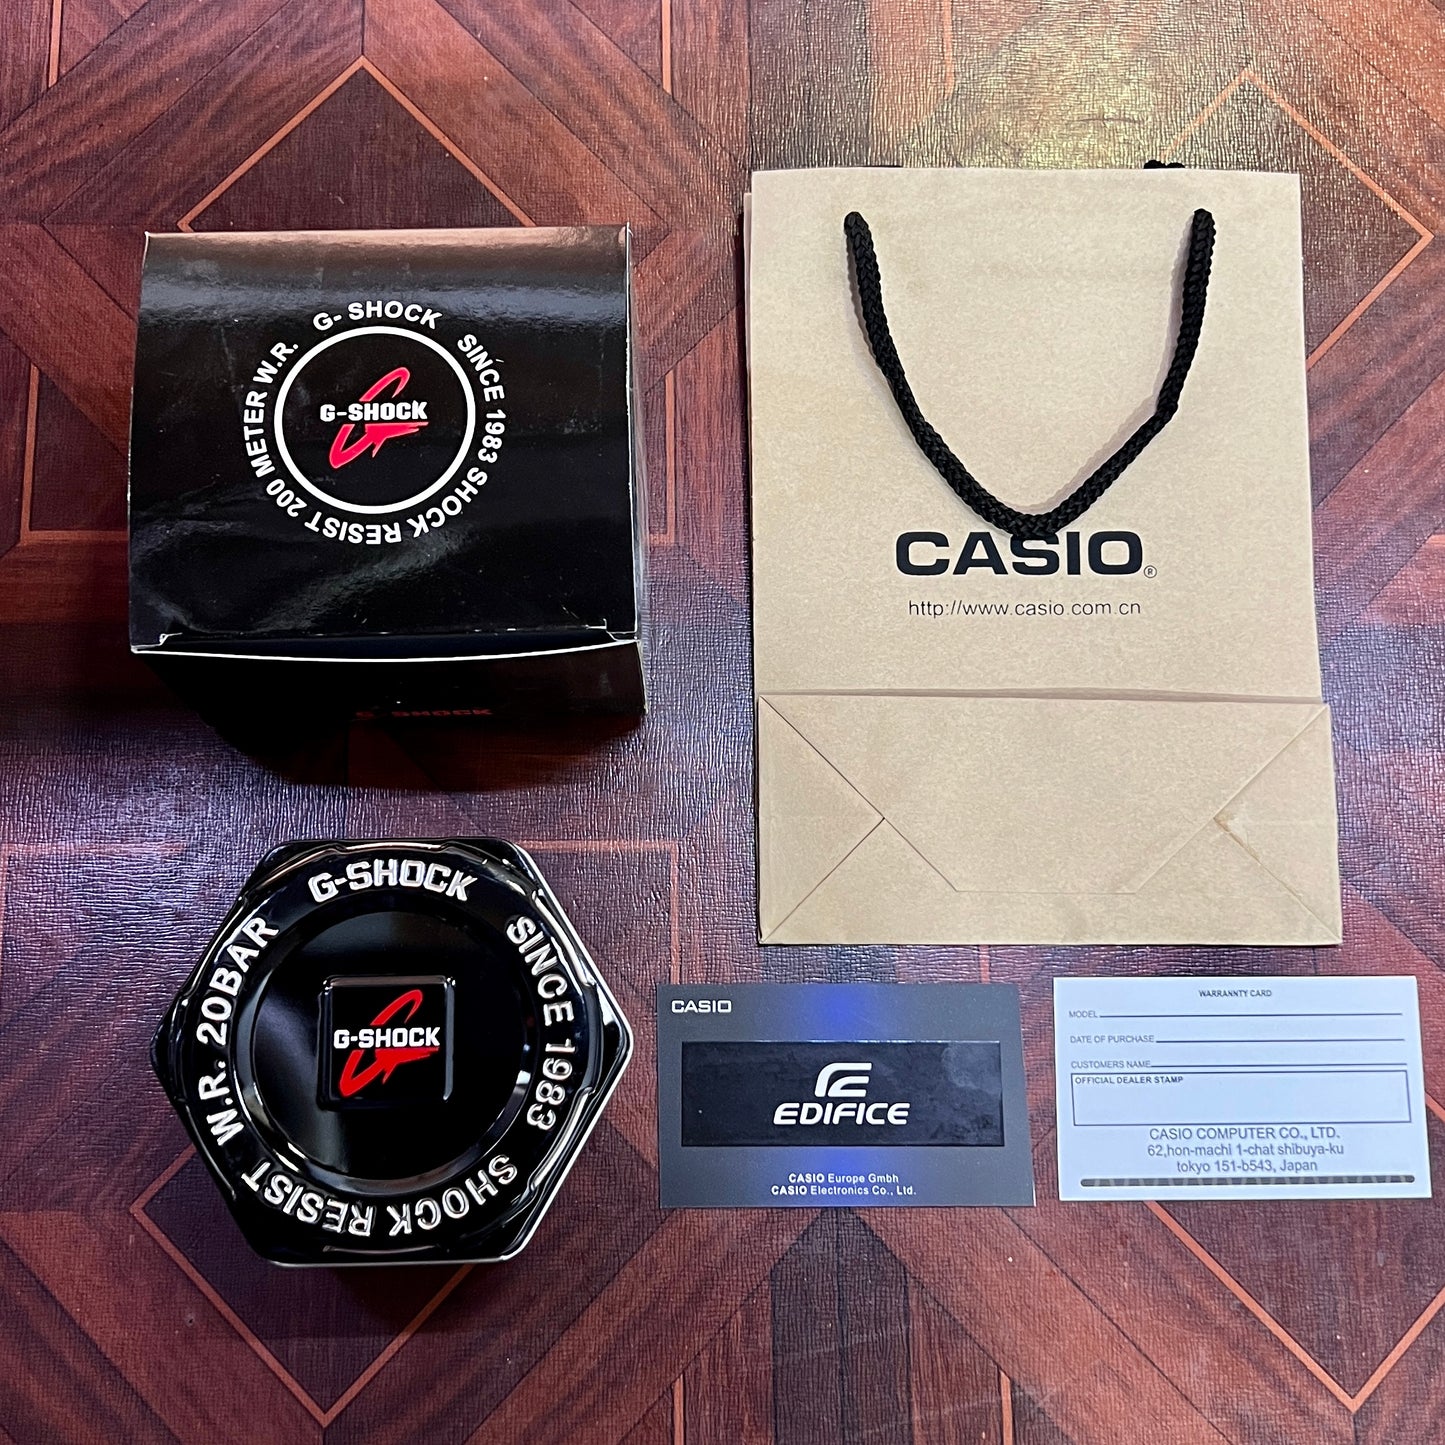 G- SHOCK SINCE 1983 SHOCK RESIST 200 METER W.R.
G-SHOCK
G-SHOCK
CASIO®
http://www.casio.com.cn
G-SHOCK SINCE 1983 SHOCK RESIST W.R. 20BAR
G-SHOCK
CASIO
EDIFICE
CASIO Europe Gmbh
CASIO Electronics Co., Ltd.
WARRANNTY CARD
MODEL
DATE OF PURCHASE
CUSTOMERS NAME
OFFICIAL DEALER STAMP
CASIO COMPUTER CO., LTD.
62,hon-machi 1-chat shibuya-ku
tokyo 151-b543, Japan